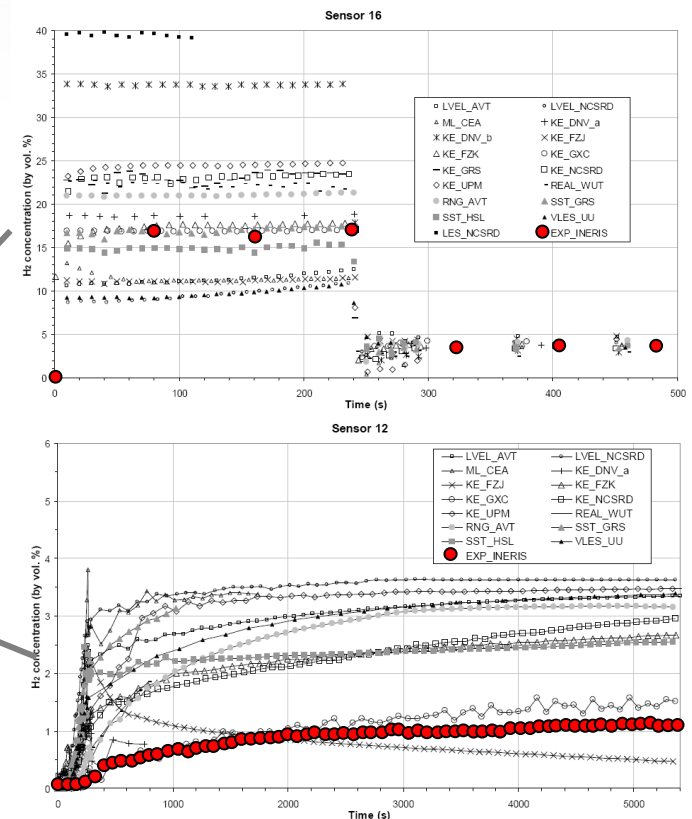 Sensor 16
H2 concentration (by vol. %)
40
35
30
25
20
15
10
5
0
LVEL_AVT LVEL_NCSRD
ML_CEA KE_DNV_a
KE_DNV_b KE_FZJ
KE_FZK KE_GXC
KE_GRS KE_NCSRD
KE_UPM REAL_WUT
RNG_AVT SST_GRS
SST_HSL VLES_UU
LES_NCSRD EXP_INERIS
0 100 200 300 400 500
Time (s)
Sensor 12
H2 concentration (by vol. %)
6
5
4
3
2
1
0
LVEL_AVT LVEL_NCSRD
ML_CEA KE_DNV_a
KE_FZJ KE_FZK
KE_GXC KE_NCSRD
KE_UPM REAL_WUT
RNG_AVT SST_GRS
SST_HSL VLES_UU
EXP_INERIS
0 1000 2000 3000 4000 5000
Time (s)